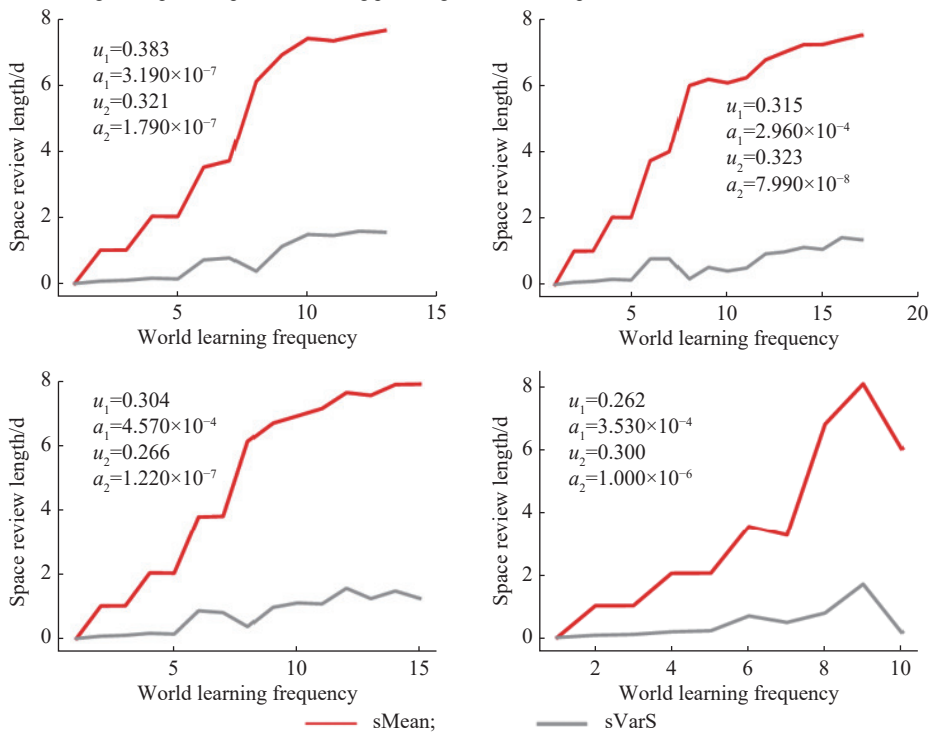 8
6
4
2
0
Space review length/d
u1=0.383
a1=3.190×10−7
u2=0.321
a2=1.790×10−7
5
10
15
World learning frequency
8
6
4
2
0
Space review length/d
u1=0.315
a1=2.960×10−4
u2=0.323
a2=7.990×10−8
5
10
15
20
World learning frequency
8
6
4
2
0
Space review length/d
u1=0.304
a1=4.570×10−4
u2=0.266
a2=1.220×10−7
5
10
15
World learning frequency
8
6
4
2
0
Space review length/d
u1=0.262
a1=3.530×10−4
u2=0.300
a2=1.000×10−6
2
4
6
8
10
World learning frequency
sMean;
sVarS